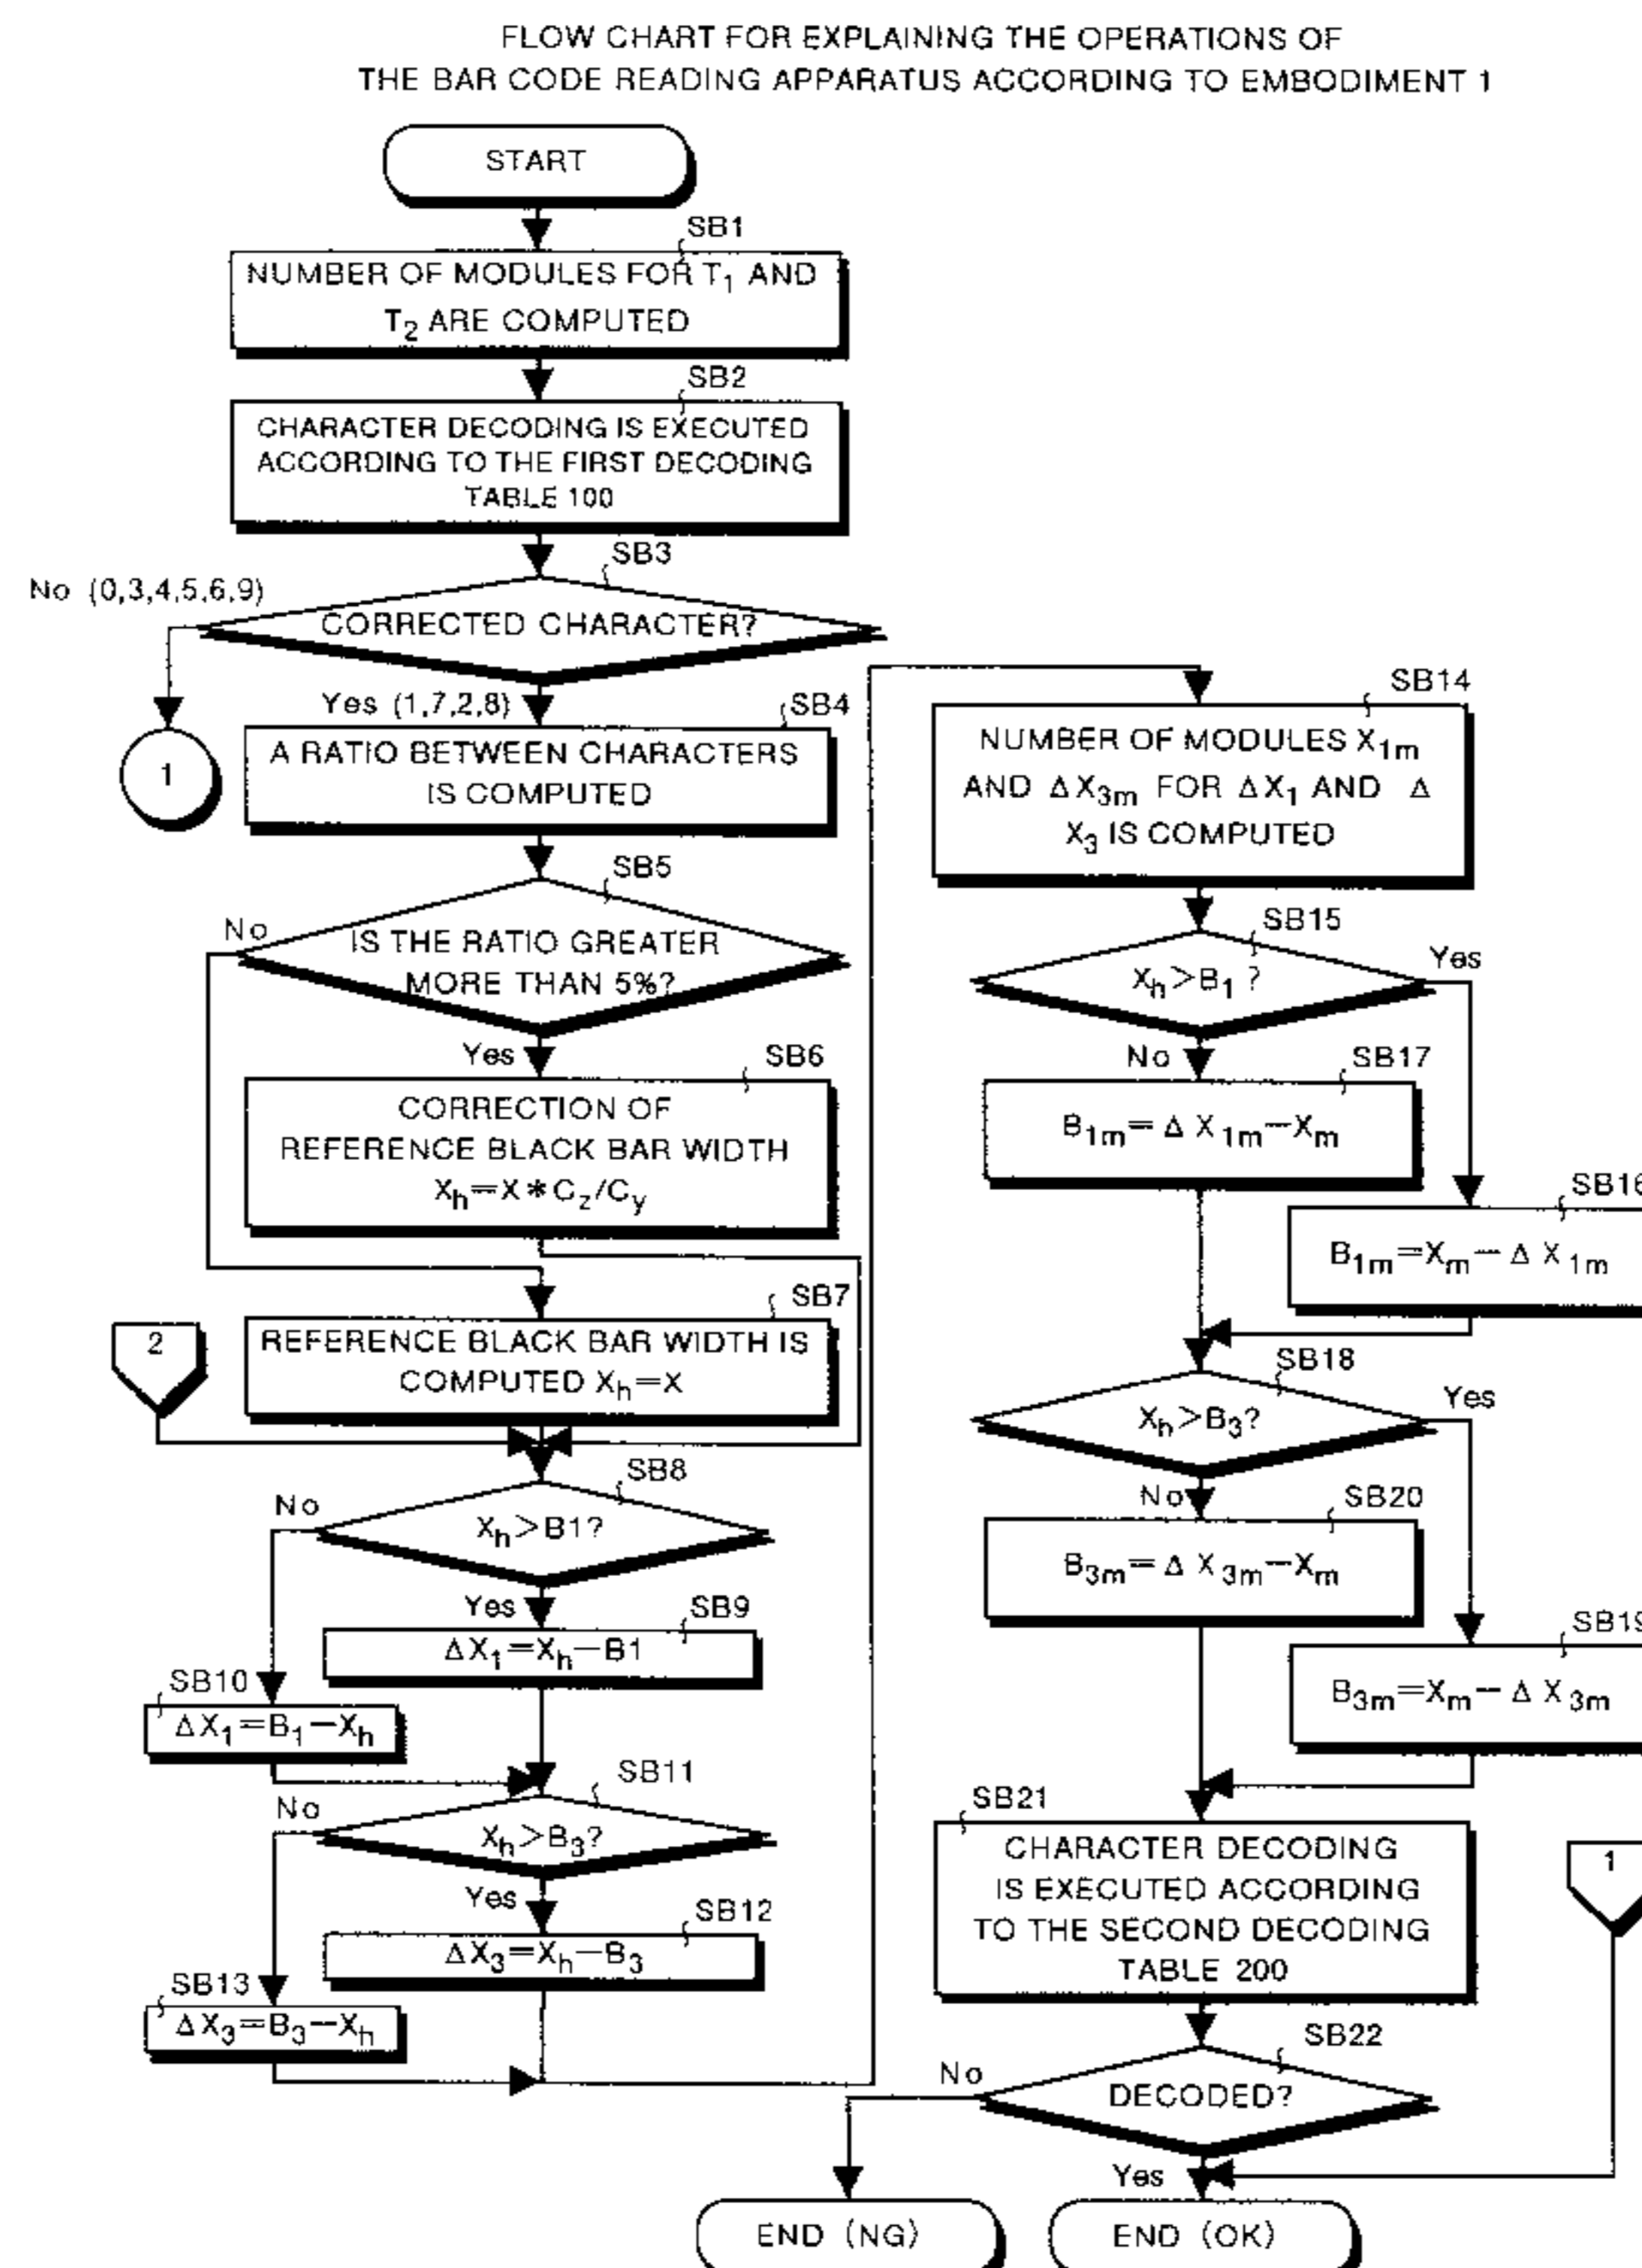 FLOW CHART FOR EXPLAINING THE OPERATIONS OF
THE BAR CODE READING APPARATUS ACCORDING TO EMBODIMENT 1
START
SB1
NUMBER OF MODULES FOR T₁ AND
T₂ ARE COMPUTED
SB2
CHARACTER DECODING IS EXECUTED
ACCORDING TO THE FIRST DECODING
TABLE 100
SB3
No (0,3,4,5,6,9)
CORRECTED CHARACTER?
1
Yes (1,7,2,8)
SB4
A RATIO BETWEEN CHARACTERS
IS COMPUTED
SB5
No
IS THE RATIO GREATER
MORE THAN 5%?
Yes
SB6
CORRECTION OF
REFERENCE BLACK BAR WIDTH
Xh=X*Cz/Cy
SB7
2
REFERENCE BLACK BAR WIDTH IS
COMPUTED Xh=X
SB8
No
Xh>B1?
Yes
SB9
ΔX₁=Xh−B1
SB10
ΔX₁=B₁−Xh
SB11
No
Xh>B₃?
Yes
SB12
ΔX₃=Xh−B₃
SB13
ΔX₃=B₃−Xh
SB14
NUMBER OF MODULES X₁m
AND ΔX₃m FOR ΔX₁ AND Δ
X₃ IS COMPUTED
SB15
Xh>B₁ ?
Yes
No
SB17
B₁m=Δ X₁m−Xm
SB16
B₁m=Xm−Δ X₁m
SB18
Xh>B₃?
Yes
No
SB20
B₃m=Δ X₃m−Xm
SB19
B₃m=Xm−Δ X₃m
SB21
CHARACTER DECODING
IS EXECUTED ACCORDING
TO THE SECOND DECODING
TABLE 200
1
SB22
No
DECODED?
Yes
END (NG)
END (OK)